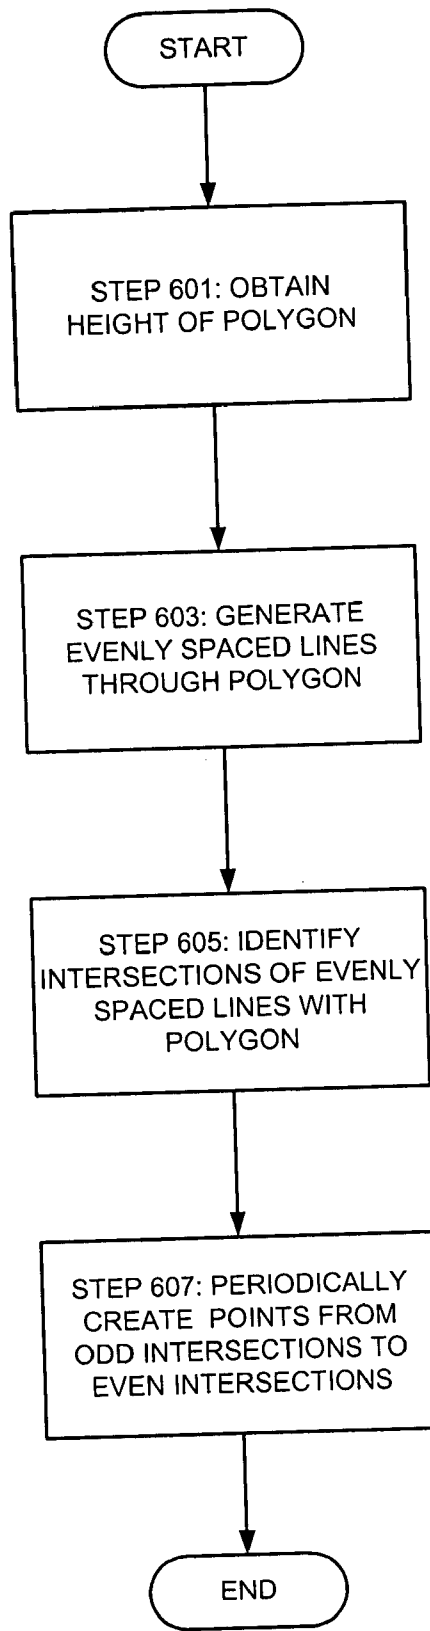 START
STEP 601: OBTAIN
HEIGHT OF POLYGON
STEP 603: GENERATE
EVENLY SPACED LINES
THROUGH POLYGON
STEP 605: IDENTIFY
INTERSECTIONS OF EVENLY
SPACED LINES WITH
POLYGON
STEP 607: PERIODICALLY
CREATE POINTS FROM
ODD INTERSECTIONS TO
EVEN INTERSECTIONS
END